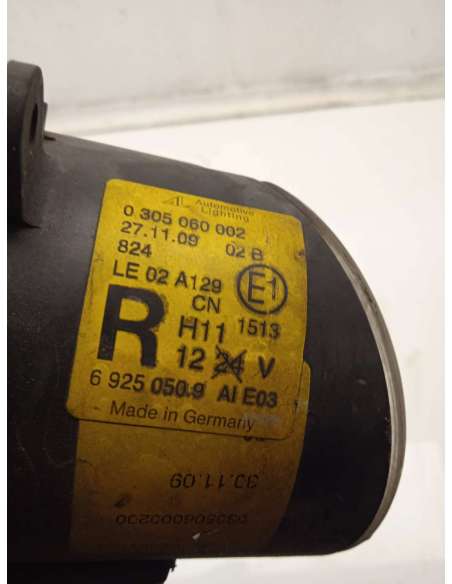 AL Automotive
Lighting
0 305 060 002
27.11.09 02 B
824
LE 02 A129 E1
CN
R H11 1513
12 24 V
6 925 050.9 AI E03
Made in Germany
30.11.09